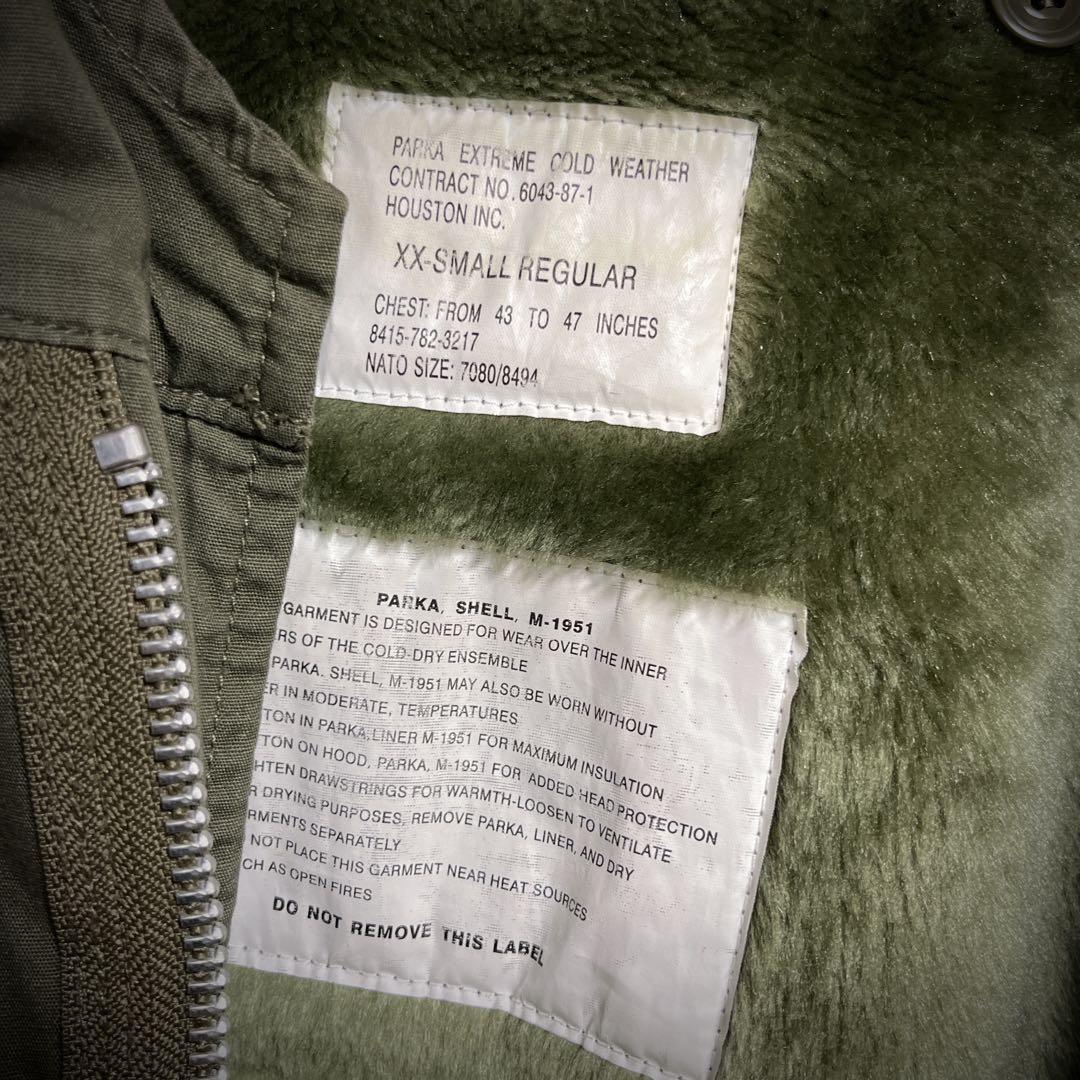 PARKA EXTREME COLD WEATHER
CONTRACT NO. 6043-87-1
HOUSTON INC.
XX-SMALL REGULAR
CHEST: FROM 43 TO 47 INCHES
8415-782-3217
NATO SIZE: 7080/8494
PARKA, SHELL, M-1951
GARMENT IS DESIGNED FOR WEAR OVER THE INNER
RS OF THE COLD-DRY ENSEMBLE
PARKA, SHELL, M-1951 MAY ALSO BE WORN WITHOUT
ER IN MODERATE, TEMPERATURES
TON IN PARKA, LINER M-1951 FOR MAXIMUM INSULATION
TON ON HOOD, PARKA, M-1951 FOR ADDED HEAD PROTECTION
HTEN DRAWSTRINGS FOR WARMTH-LOOSEN TO VENTILATE
R DRYING PURPOSES, REMOVE PARKA, LINER, AND DRY
RMENTS SEPARATELY
NOT PLACE THIS GARMENT NEAR HEAT SOURCES
CH AS OPEN FIRES
DO NOT REMOVE THIS LABEL